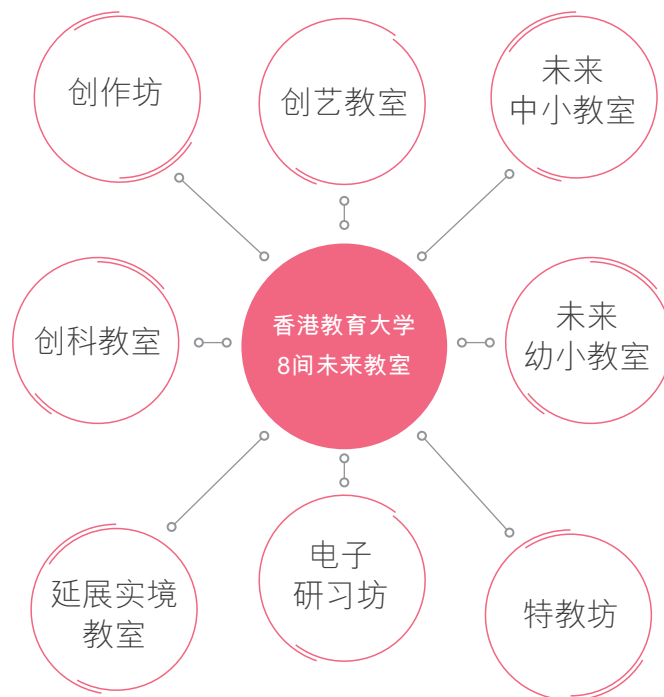 创作坊
创艺教室
未来
中小教室
创科教室
香港教育大学
8间未来教室
未来
幼小教室
延展实境
教室
电子
研习坊
特教坊